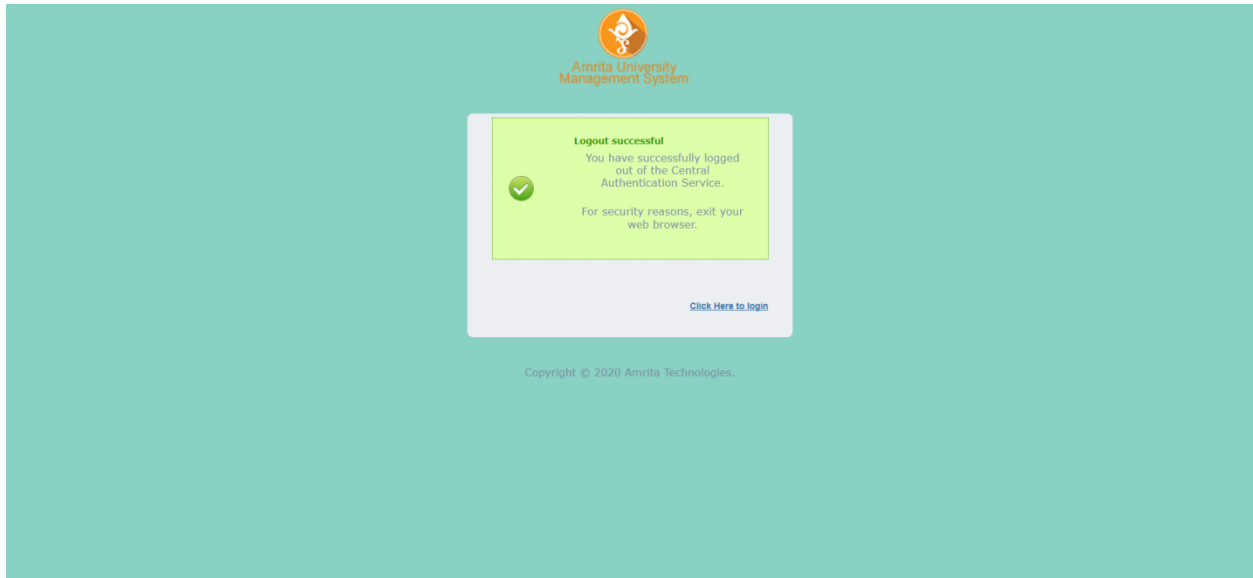 Amrita University
Management System
Logout successful
You have successfully logged
out of the Central
Authentication Service.
For security reasons, exit your
web browser.
Click Here to login
Copyright © 2020 Amrita Technologies.